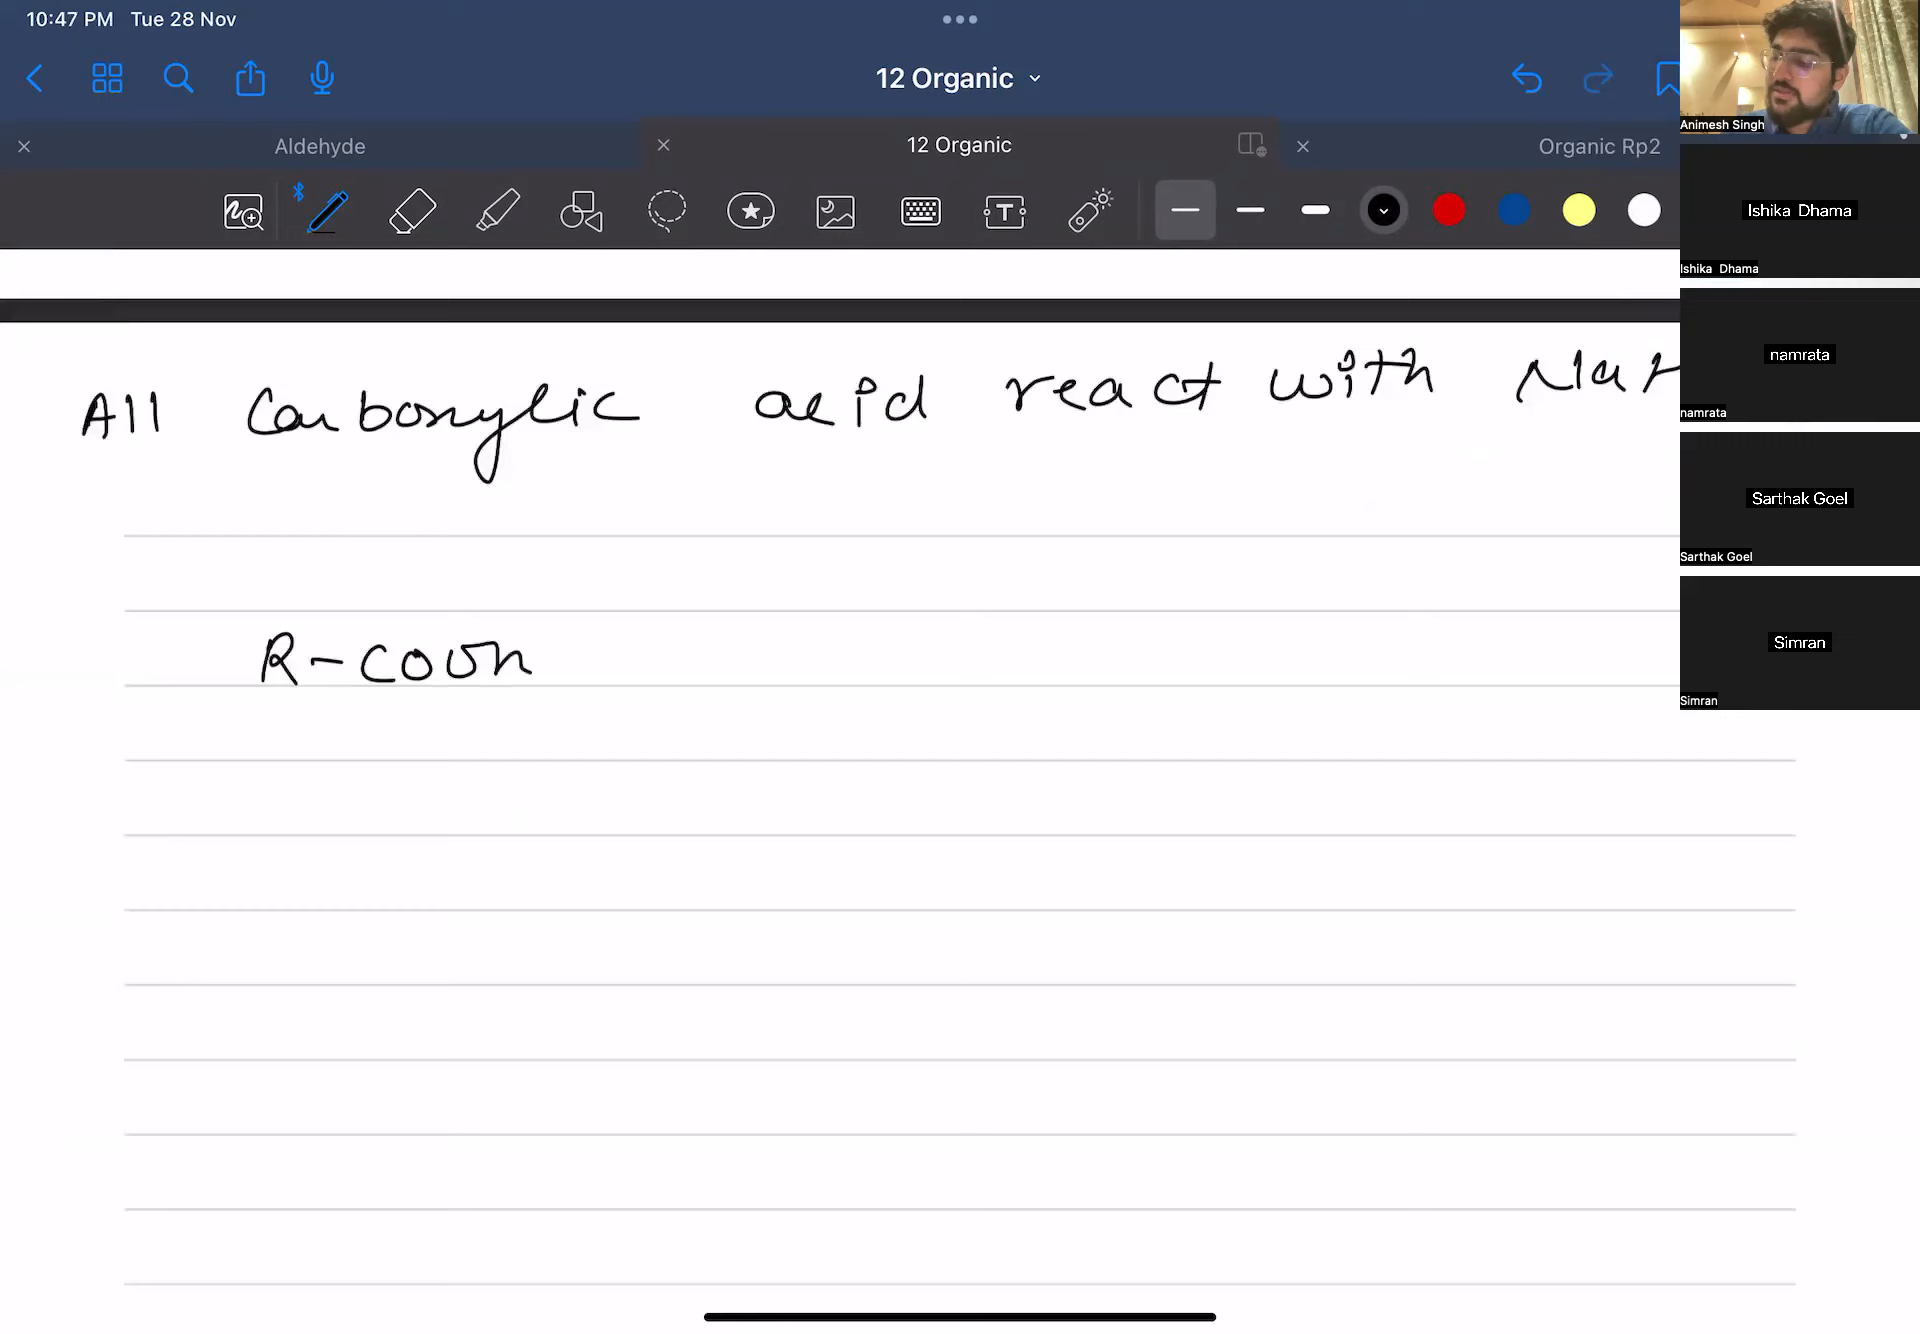 10:47 PM Tue 28 Nov
12 Organic
Aldehyde
12 Organic
Organic Rp2
Animesh Singh
Ishika Dhama
Ishika Dhama
namrata
namrata
Sarthak Goel
Sarthak Goel
Simran
Simran
All Carboxylic acid react with
R-COOH